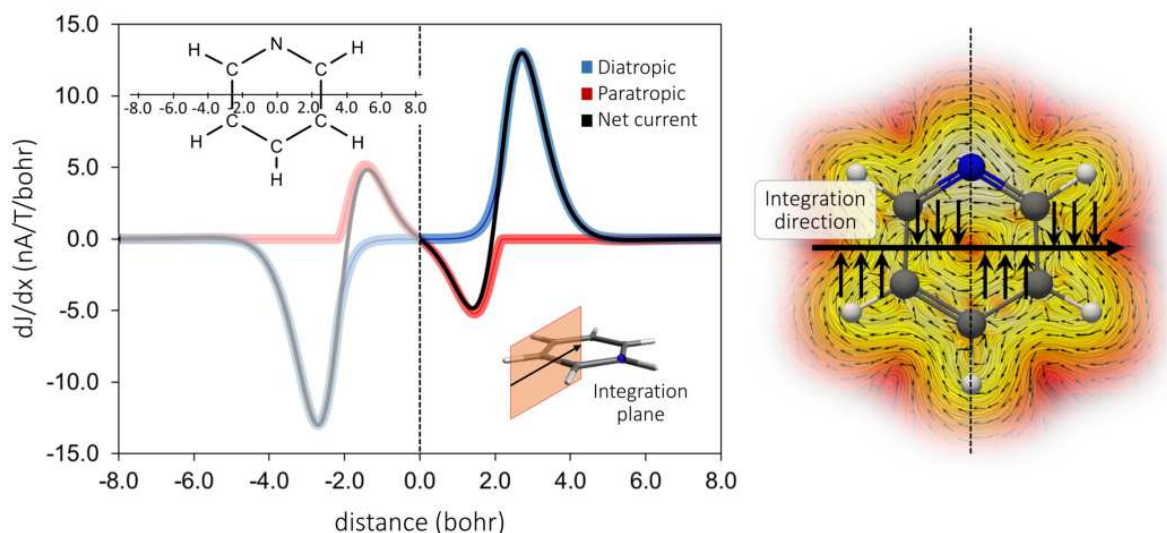 15.0
10.0
5.0
0.0
-5.0
-10.0
-15.0
dJ/dx (nA/T/bohr)
N
H C C H
-8.0 -6.0 -4.0 -2.0 0.0 2.0 4.0 6.0 8.0
C C
H C H
H
Diatropic
Paratropic
Net current
Integration
plane
-8.0 -6.0 -4.0 -2.0 0.0 2.0 4.0 6.0 8.0
distance (bohr)
Integration
direction